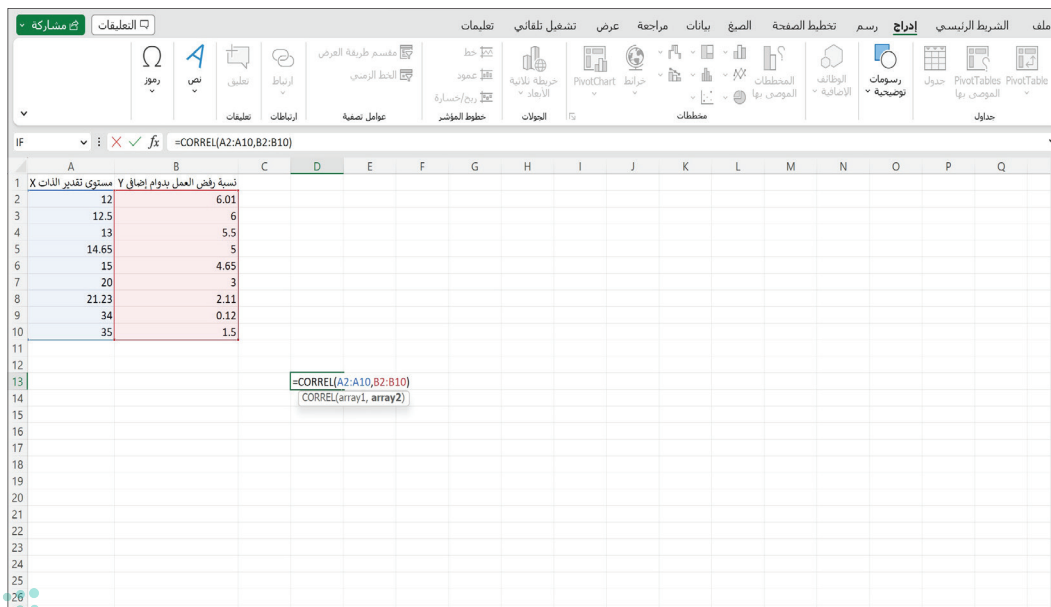 ملف الشريط الرئيسي إدراج رسم تخطيط الصفحة الصيغ بيانات مراجعة عرض تشغيل تلقائي تعليمات
التعليقات مشاركة
PivotTable
PivotTables الموصى بها
جدول
جداول
رسومات توضيحية
الوظائف الإضافية
المخططات الموصى بها
خرائط
PivotChart
مخططات
خريطة ثلاثية الأبعاد
الجولات
خط
عمود
ربح/خسارة
خطوط المؤشر
مقسم طريقة العرض
الخط الزمني
عوامل تصفية
ارتباط
ارتباطات
تعليق
تعليقات
نص
رموز
IF fx =CORREL(A2:A10,B2:B10)
A B C D E F G H I J K L M N O P Q
1 مستوى تقدير الذات X نسبة رفض العمل بدوام إضافي Y
2 12 6.01
3 12.5 6
4 13 5.5
5 14.65 5
6 15 4.65
7 20 3
8 21.23 2.11
9 34 0.12
10 35 1.5
11
12
13 =CORREL(A2:A10,B2:B10)
14 CORREL(array1, array2)
15
16
17
18
19
20
21
22
23
24
25
26